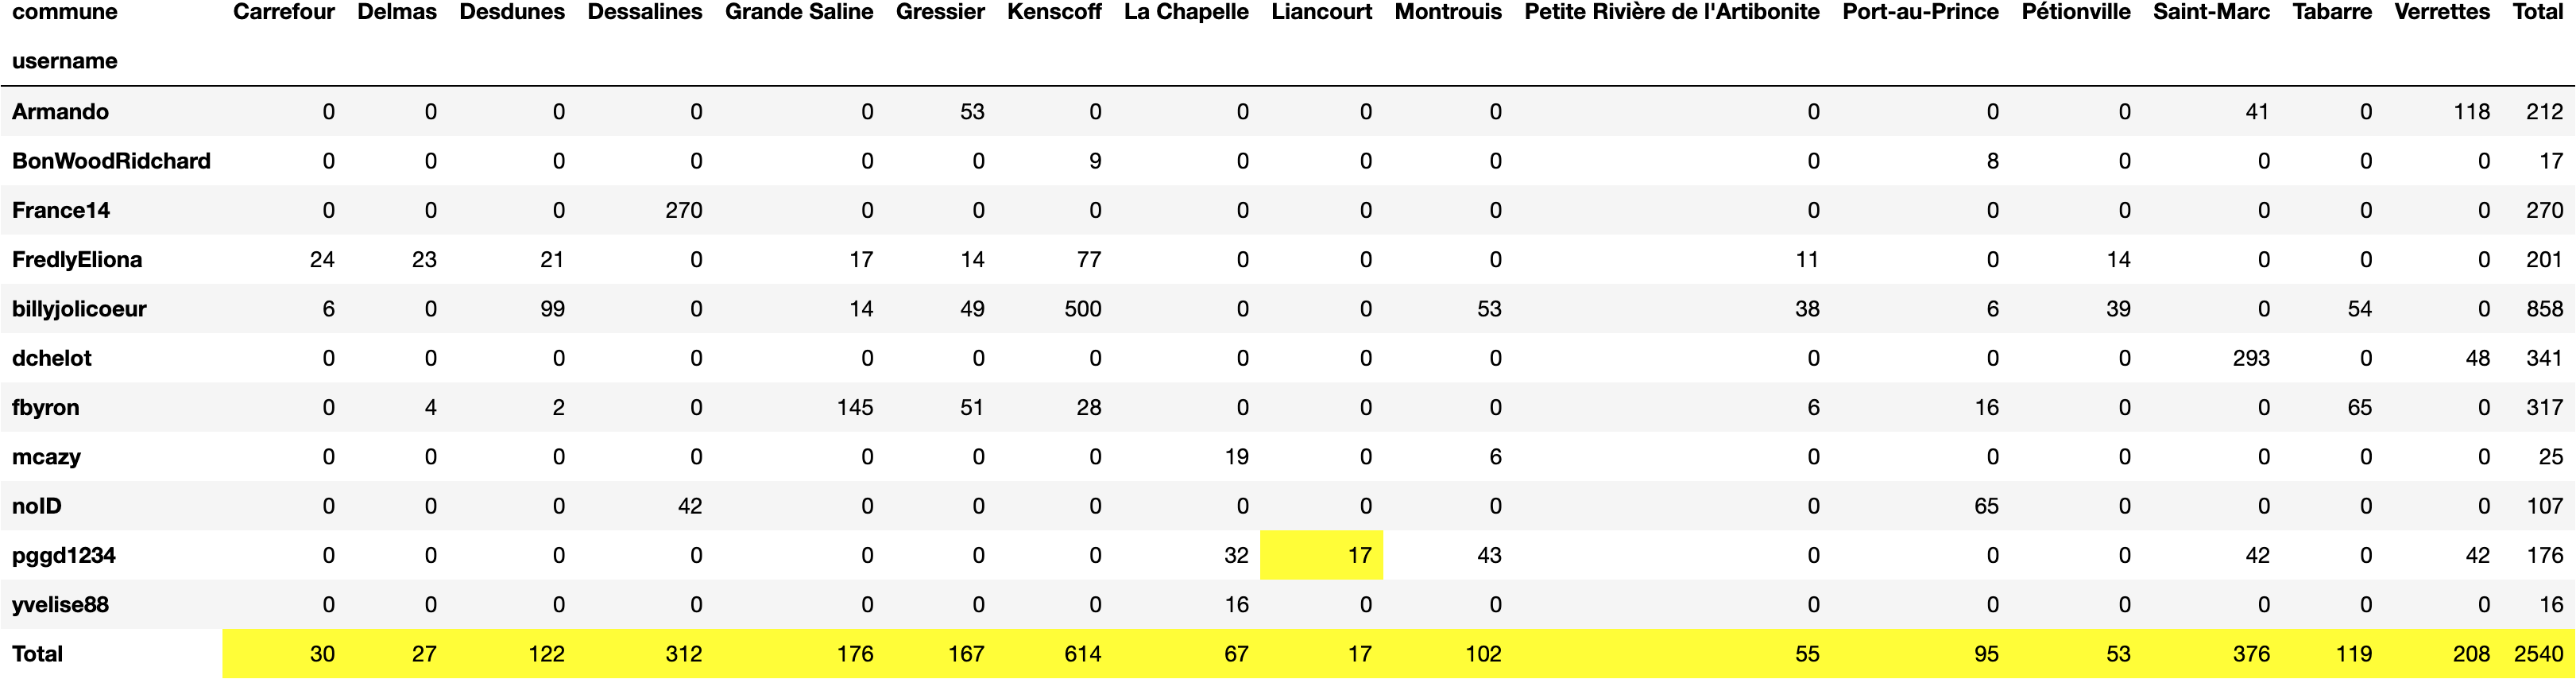 commune Carrefour Delmas Desdunes Dessalines Grande Saline Gressier Kenscoff La Chapelle Liancourt Montrouis Petite Rivière de l'Artibonite Port-au-Prince Pétionville Saint-Marc Tabarre Verrettes Total
username
Armando 0 0 0 0 0 53 0 0 0 0 0 0 0 41 0 118 212
BonWoodRidchard 0 0 0 0 0 0 9 0 0 0 0 8 0 0 0 0 17
France14 0 0 0 270 0 0 0 0 0 0 0 0 0 0 0 0 270
FredlyEliona 24 23 21 0 17 14 77 0 0 0 11 0 14 0 0 0 201
billyjolicoeur 6 0 99 0 14 49 500 0 0 53 38 6 39 0 54 0 858
dchelot 0 0 0 0 0 0 0 0 0 0 0 0 0 293 0 48 341
fbyron 0 4 2 0 145 51 28 0 0 0 6 16 0 0 65 0 317
mcazy 0 0 0 0 0 0 0 19 0 6 0 0 0 0 0 0 25
noID 0 0 0 42 0 0 0 0 0 0 0 65 0 0 0 0 107
pggd1234 0 0 0 0 0 0 0 32 17 43 0 0 0 42 0 42 176
yvelise88 0 0 0 0 0 0 0 16 0 0 0 0 0 0 0 0 16
Total 30 27 122 312 176 167 614 67 17 102 55 95 53 376 119 208 2540